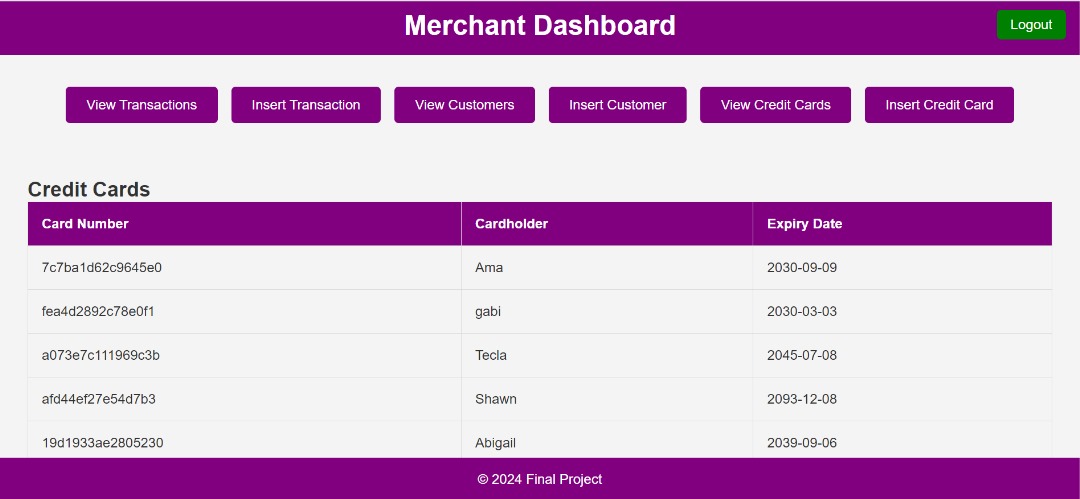 Merchant Dashboard
Logout
View Transactions Insert Transaction View Customers Insert Customer View Credit Cards Insert Credit Card
Credit Cards
Card Number Cardholder Expiry Date
7c7ba1d62c9645e0 Ama 2030-09-09
fea4d2892c78e0f1 gabi 2030-03-03
a073e7c111969c3b Tecla 2045-07-08
afd44ef27e54d7b3 Shawn 2093-12-08
19d1933ae2805230 Abigail 2039-09-06
© 2024 Final Project